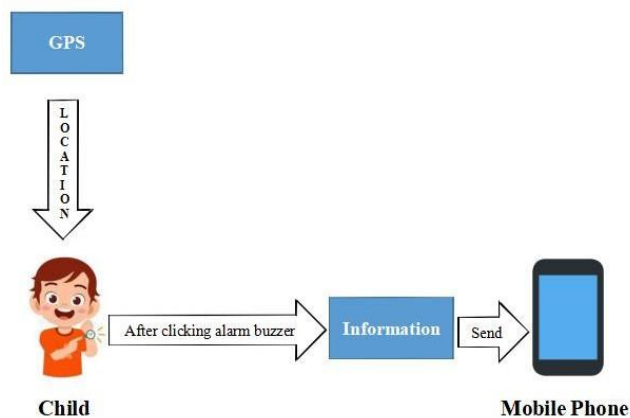 GPS
LOCATION
After clicking alarm buzzer
Information
Send
Child
Mobile Phone